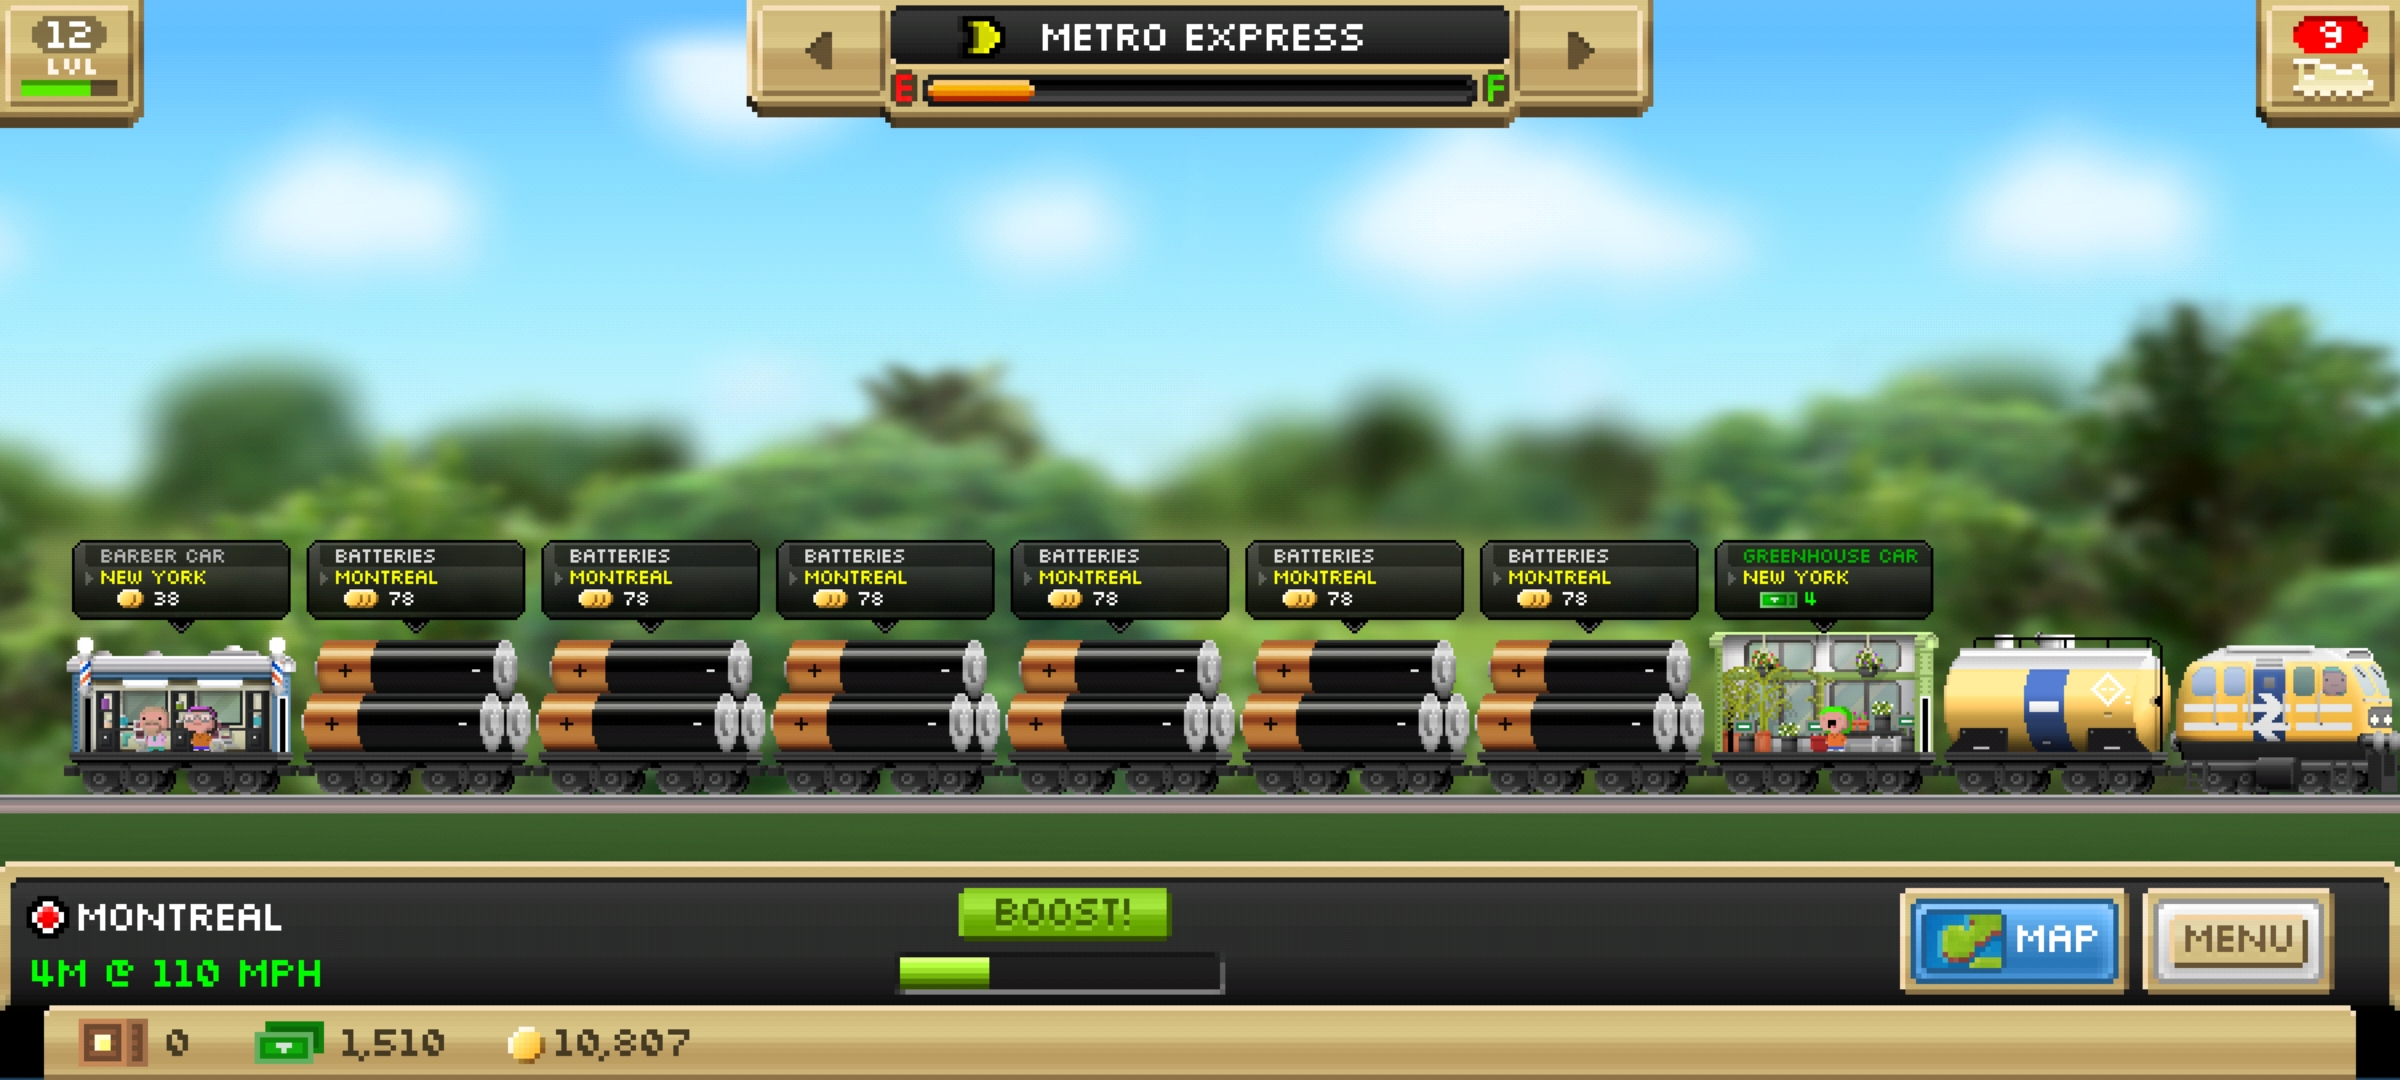 12
LVL
METRO EXPRESS
E F
9
BARBER CAR
NEW YORK
38
BATTERIES
MONTREAL
78
BATTERIES
MONTREAL
78
BATTERIES
MONTREAL
78
BATTERIES
MONTREAL
78
BATTERIES
MONTREAL
78
BATTERIES
MONTREAL
78
GREENHOUSE CAR
NEW YORK
4
MONTREAL
4M @ 110 MPH
BOOST!
MAP
MENU
0
1,510
10,807